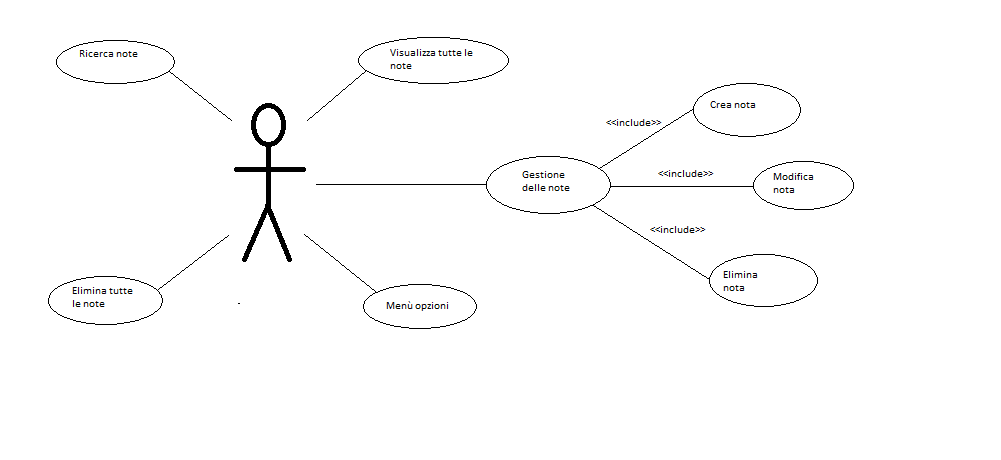 Ricerca note
Visualizza tutte le
note
Crea nota
<<include>>
Gestione
delle note
<<include>>
Modifica
nota
<<include>>
Elimina
nota
Elimina tutte
le note
Menù opzioni